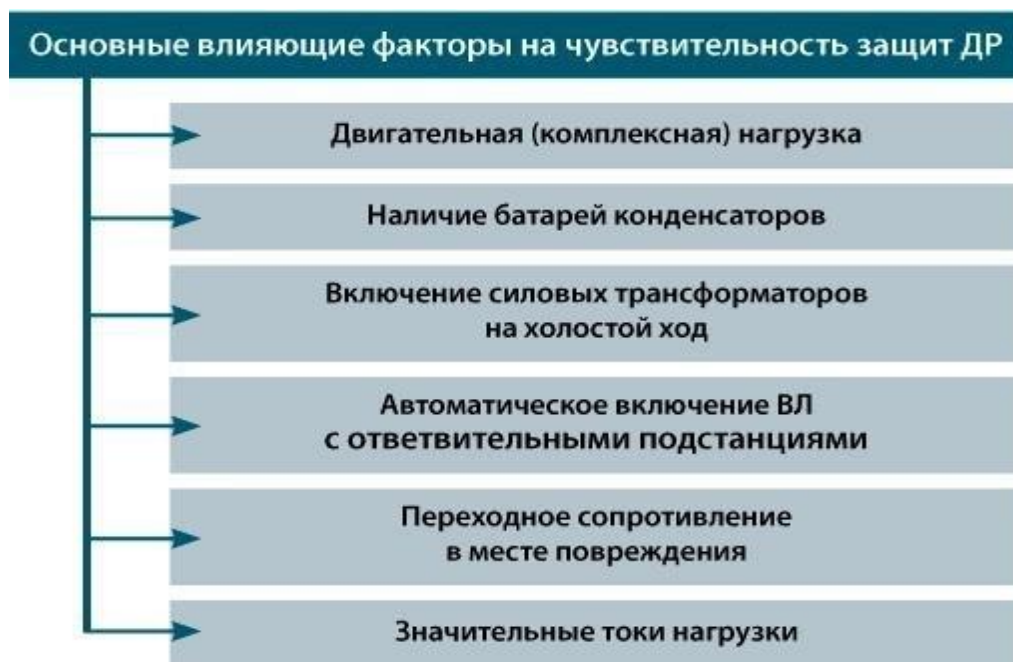 Основные влияющие факторы на чувствительность защит ДР
Двигательная (комплексная) нагрузка
Наличие батарей конденсаторов
Включение силовых трансформаторов
на холостой ход
Автоматическое включение ВЛ
с ответвительными подстанциями
Переходное сопротивление
в месте повреждения
Значительные токи нагрузки